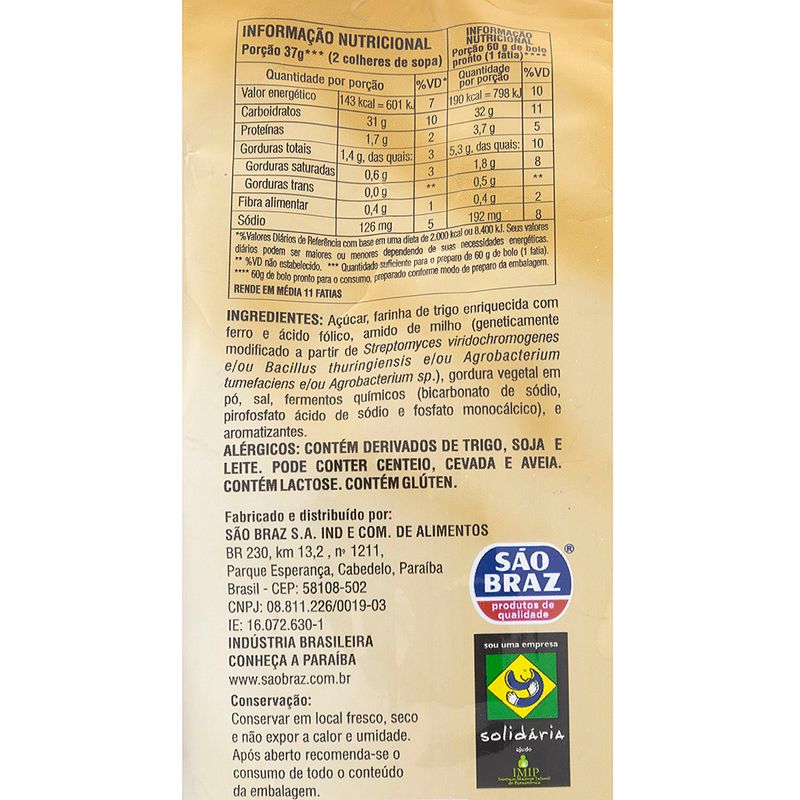 INFORMAÇÃO NUTRICIONAL
Porção 37g*** (2 colheres de sopa)
INFORMAÇÃO NUTRICIONAL
Porção 60 g de bolo pronto (1 fatia)****
Quantidade por porção %VD* Quantidade por porção %VD
Valor energético 143 kcal = 601 kJ 7 190 kcal = 798 kJ 10
Carboidratos 31 g 10 32 g 11
Proteínas 1,7 g 2 3,7 g 5
Gorduras totais 1,4 g, das quais: 3 5,3 g, das quais: 10
Gorduras saturadas 0,6 g 3 1,8 g 8
Gorduras trans 0,0 g ** 0,5 g **
Fibra alimentar 0,4 g 1 0,4 g 2
Sódio 126 mg 5 192 mg 8
*%Valores Diários de Referência com base em uma dieta de 2.000 kcal ou 8.400 kJ. Seus valores
diários podem ser maiores ou menores dependendo de suas necessidades energéticas.
** %VD não estabelecido. *** Quantidade suficiente para o preparo de 60 g de bolo (1 fatia).
**** 60g de bolo pronto para o consumo, preparado conforme modo de preparo da embalagem.
RENDE EM MÉDIA 11 FATIAS
INGREDIENTES: Açúcar, farinha de trigo enriquecida com
ferro e ácido fólico, amido de milho (geneticamente
modificado a partir de Streptomyces viridochromogenes
e/ou Bacillus thuringiensis e/ou Agrobacterium
tumefaciens e/ou Agrobacterium sp.), gordura vegetal em
pó, sal, fermentos químicos (bicarbonato de sódio,
pirofosfato ácido de sódio e fosfato monocálcico), e
aromatizantes.
ALÉRGICOS: CONTÉM DERIVADOS DE TRIGO, SOJA E
LEITE. PODE CONTER CENTEIO, CEVADA E AVEIA.
CONTÉM LACTOSE. CONTÉM GLÚTEN.
Fabricado e distribuído por:
SÃO BRAZ S.A. IND E COM. DE ALIMENTOS
BR 230, km 13,2 , nº 1211,
Parque Esperança, Cabedelo, Paraíba
Brasil - CEP: 58108-502
CNPJ: 08.811.226/0019-03
IE: 16.072.630-1
INDÚSTRIA BRASILEIRA
CONHEÇA A PARAÍBA
www.saobraz.com.br
Conservação:
Conservar em local fresco, seco
e não expor a calor e umidade.
Após aberto recomenda-se o
consumo de todo o conteúdo
da embalagem.
SÃO
BRAZ
®
produtos de
qualidade
sou uma empresa
solidária
ajudo
IMIP